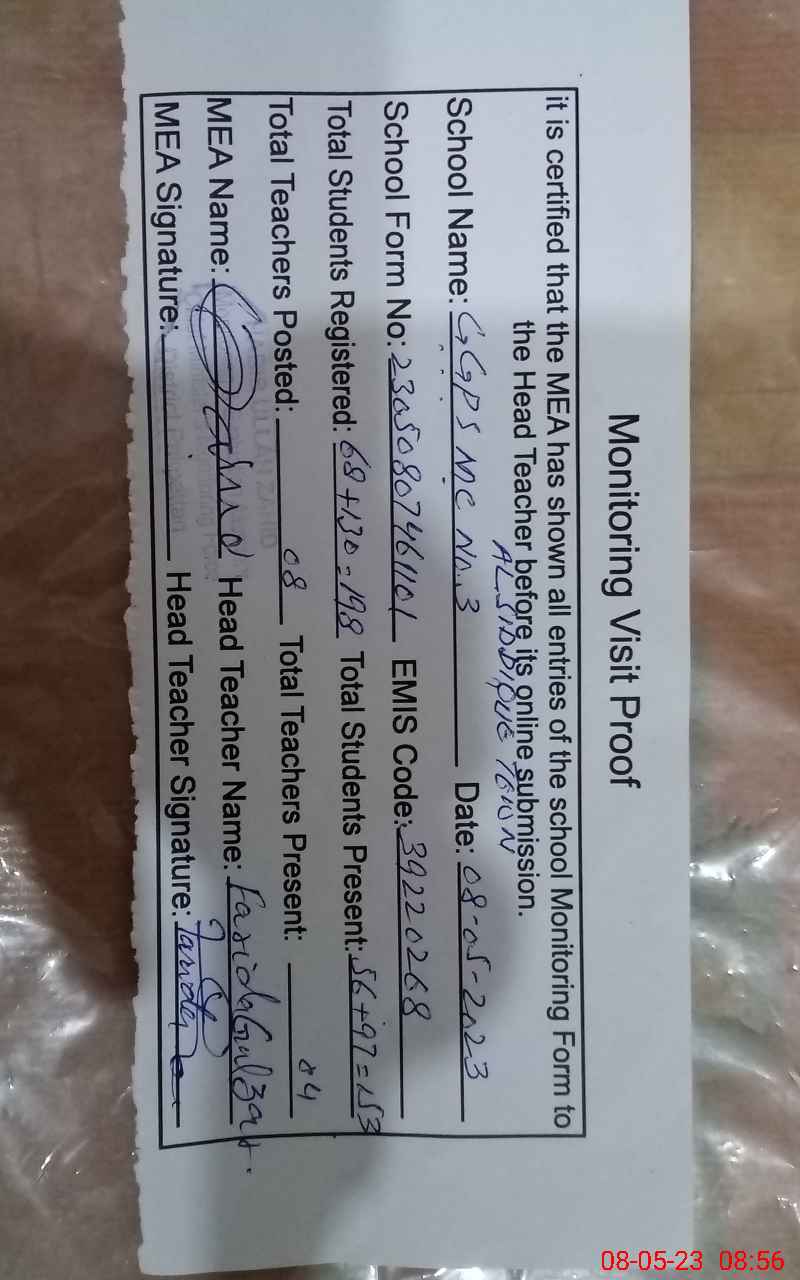 Monitoring Visit Proof
it is certified that the MEA has shown all entries of the school Monitoring Form to
the Head Teacher before its online submission.
ALSIDDIQUE TOWN
School Name: GGPS MC No. 3 Date: 08-05-2023
School Form No: 23050807461101 EMIS Code: 39220268
Total Students Registered: 68+130=198 Total Students Present: 56+97=153
Total Teachers Posted: 08 Total Teachers Present: 04
MEA Name: Head Teacher Name: Farida Gulzar.
MEA Signature: Head Teacher Signature: Farida
08-05-23 08:56